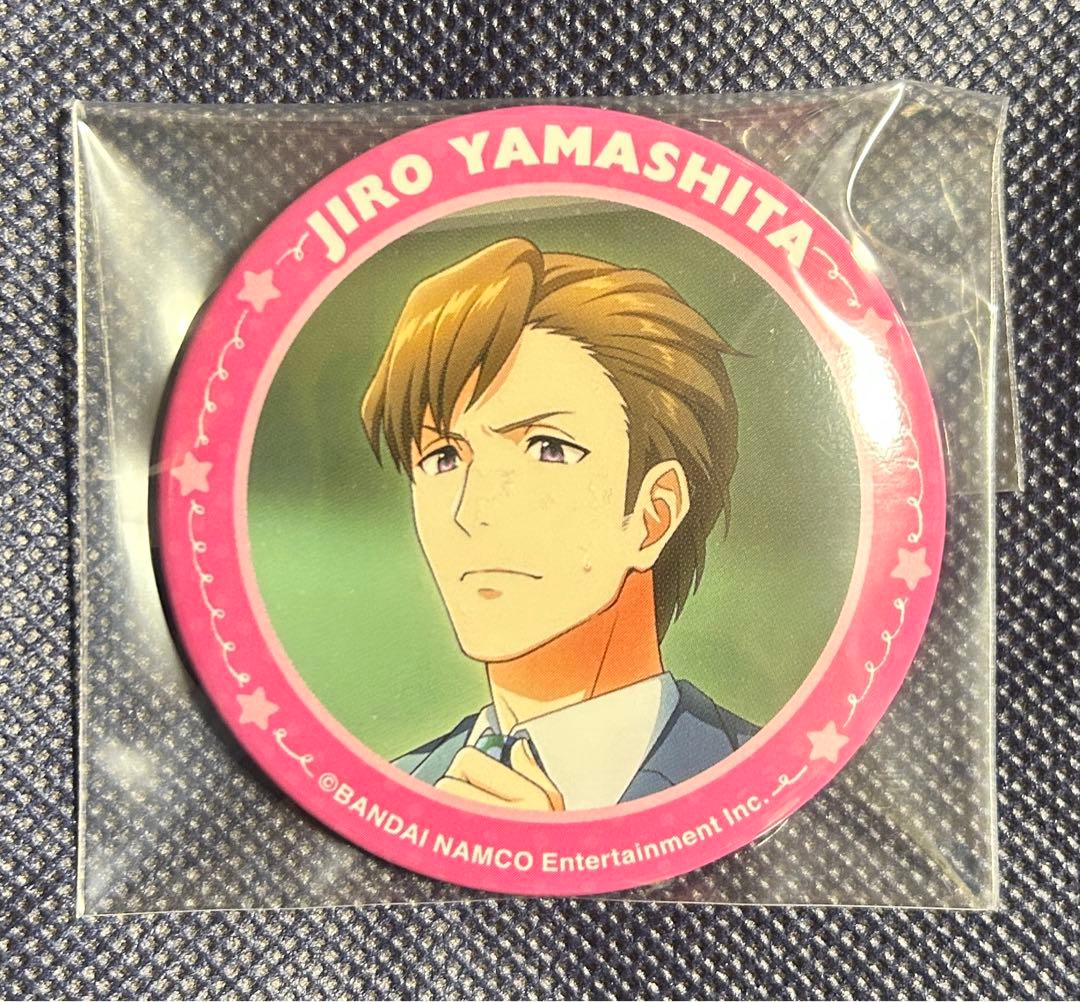 JIRO YAMASHITA
©BANDAI NAMCO Entertainment Inc.